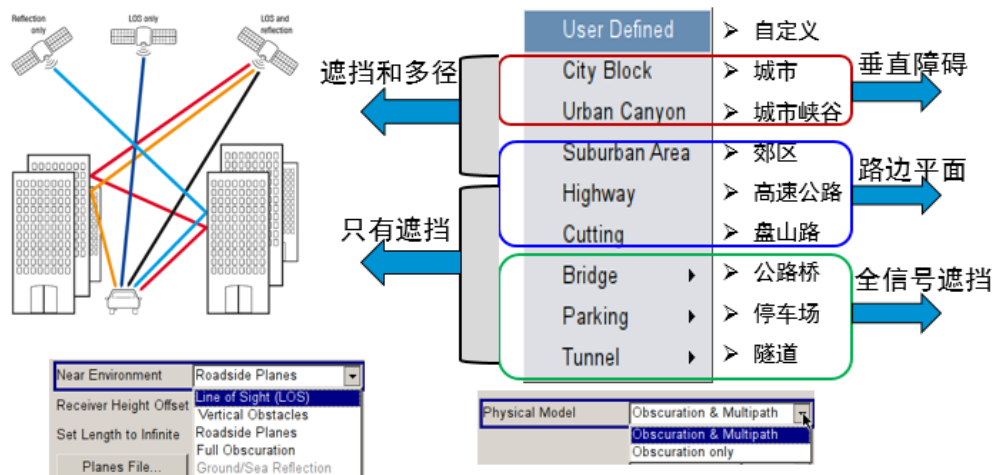 Reflection
only
LOS only
LOS and
reflection
遮挡和多径
只有遮挡
User Defined
➢ 自定义
City Block
➢ 城市
Urban Canyon
➢ 城市峡谷
Suburban Area
➢ 郊区
Highway
➢ 高速公路
Cutting
➢ 盘山路
Bridge
➢ 公路桥
Parking
➢ 停车场
Tunnel
➢ 隧道
垂直障碍
路边平面
全信号遮挡
Near Environment
Roadside Planes
Receiver Height Offset
Set Length to Infinite
Planes File...
Line of Sight (LOS)
Vertical Obstacles
Roadside Planes
Full Obscuration
Ground/Sea Reflection
Physical Model
Obscuration & Multipath
Obscuration & Multipath
Obscuration only